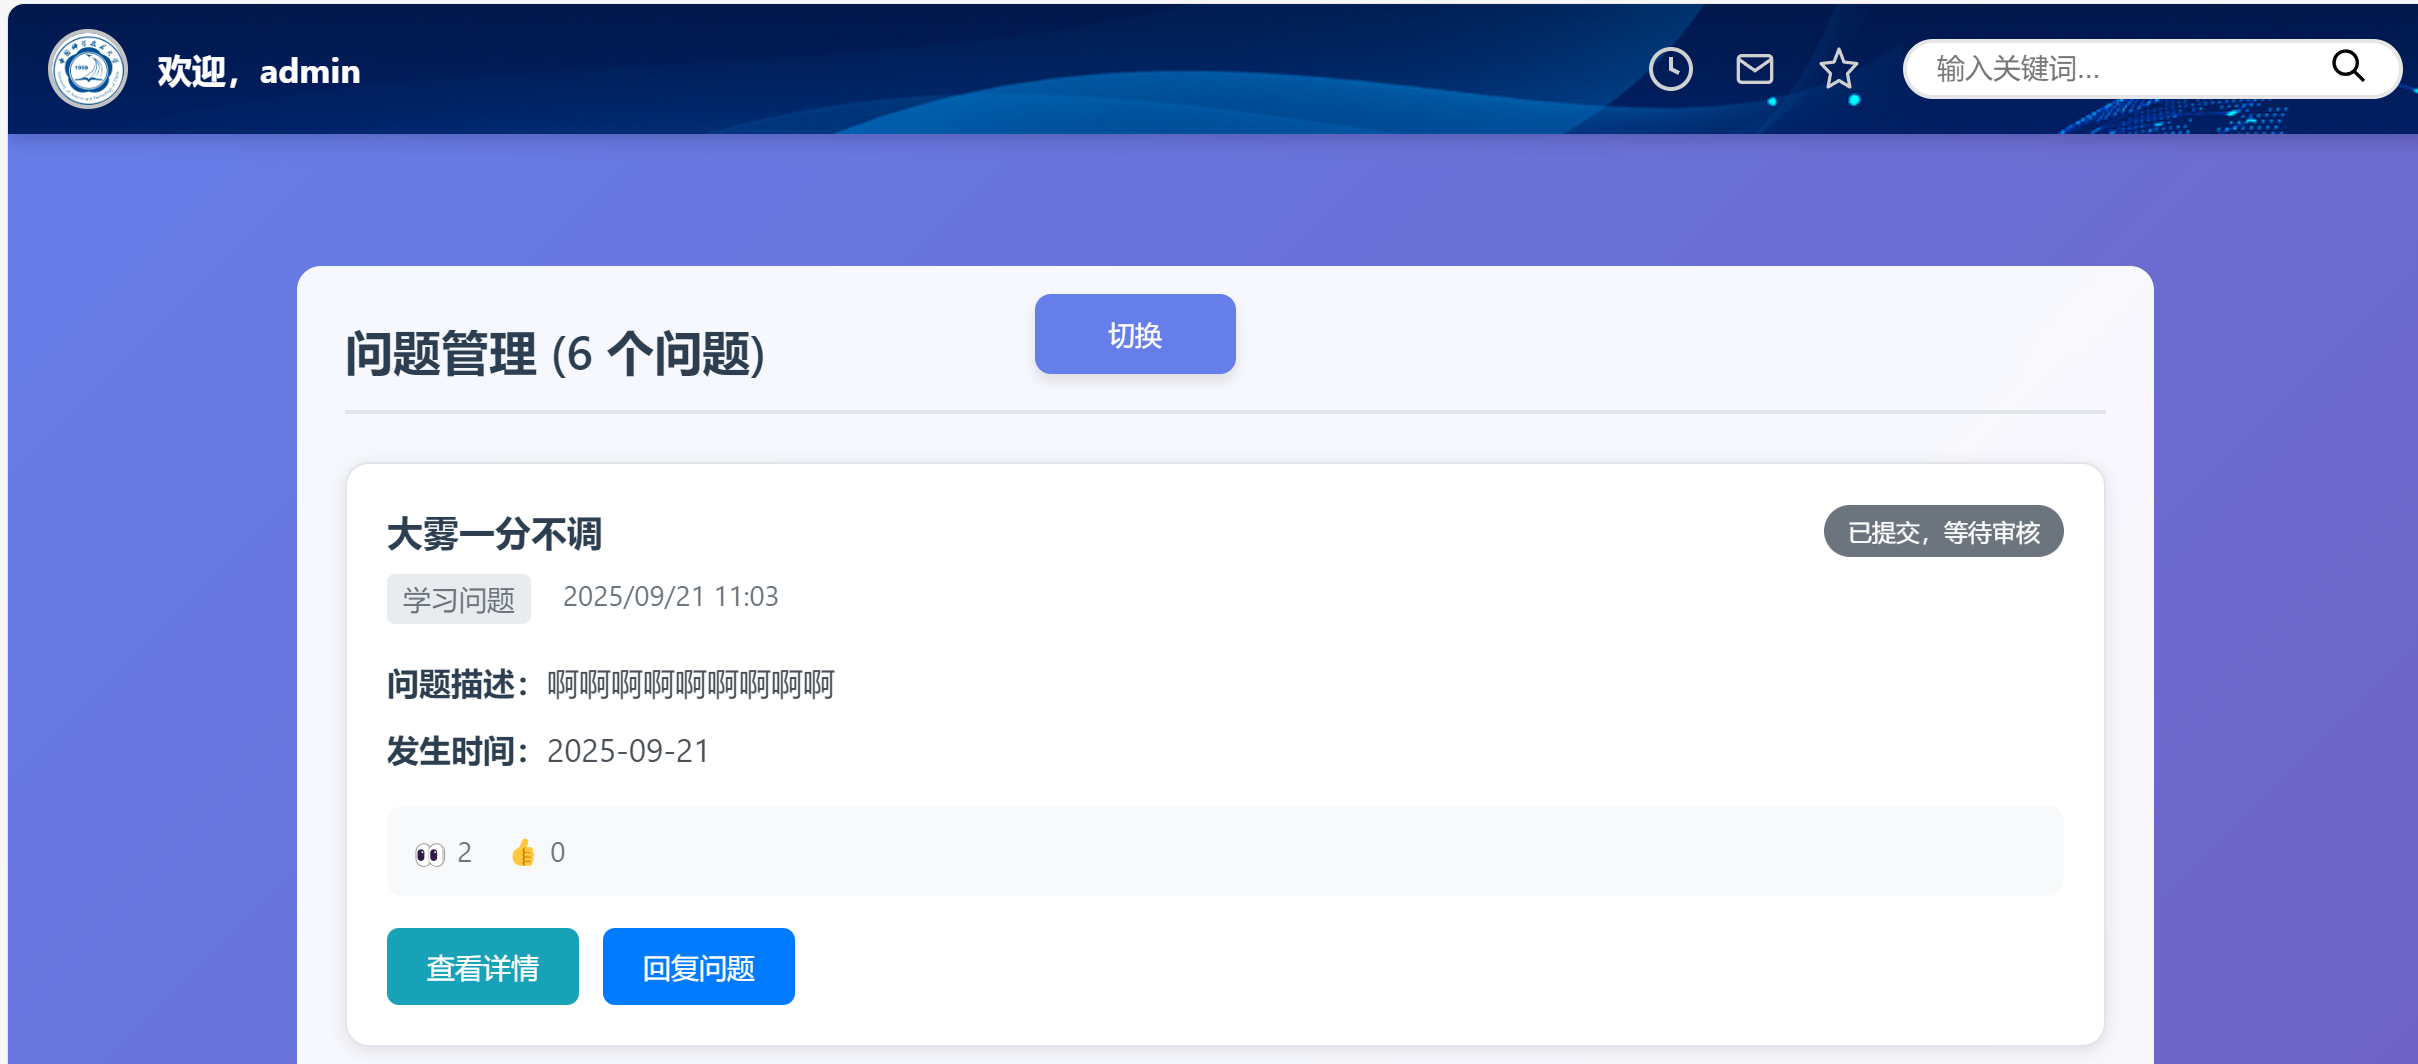 欢迎，admin
输入关键词...
问题管理 (6 个问题)
切换
大雾一分不调
已提交，等待审核
学习问题 2025/09/21 11:03
问题描述：啊啊啊啊啊啊啊啊啊
发生时间：2025-09-21
👀 2 👍 0
查看详情 回复问题